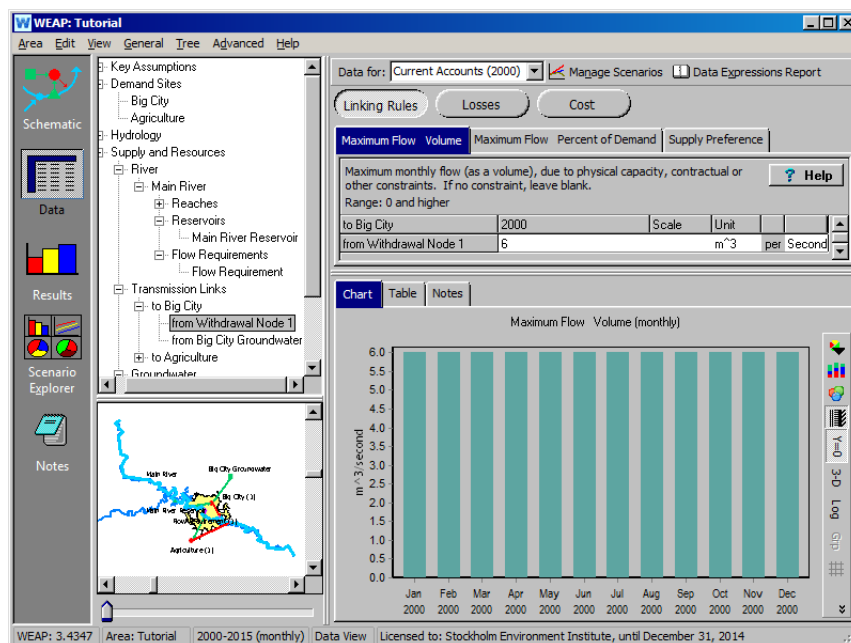 WEAP: Tutorial
Area Edit View General Tree Advanced Help
Schematic
Data
Results
Scenario
Explorer
Notes
Key Assumptions
Demand Sites
Big City
Agriculture
Hydrology
Supply and Resources
River
Main River
Reaches
Reservoirs
Main River Reservoir
Flow Requirements
Flow Requirement
Transmission Links
to Big City
from Withdrawal Node 1
from Big City Groundwater
to Agriculture
Groundwater
Main River
Big City Groundwater
Big City (1)
Main River Reservoir
Agriculture (1)
Data for: Current Accounts (2000) Manage Scenarios Data Expressions Report
Linking Rules Losses Cost
Maximum Flow Volume Maximum Flow Percent of Demand Supply Preference
Maximum monthly flow (as a volume), due to physical capacity, contractual or
other constraints. If no constraint, leave blank.
Range: 0 and higher
? Help
to Big City 2000 Scale Unit
from Withdrawal Node 1 6 m^3 per Second
Chart Table Notes
Maximum Flow Volume (monthly)
m^3/second
6.0
5.5
5.0
4.5
4.0
3.5
3.0
2.5
2.0
1.5
1.0
0.5
0.0
Jan Feb Mar Apr May Jun Jul Aug Sep Oct Nov Dec
2000 2000 2000 2000 2000 2000 2000 2000 2000 2000 2000 2000
Y=0
3-D
Log
Grp
WEAP: 3.4347 Area: Tutorial 2000-2015 (monthly) Data View Licensed to: Stockholm Environment Institute, until December 31, 2014